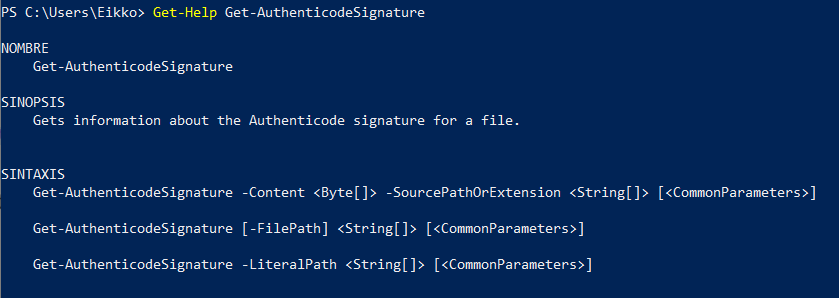 PS C:\Users\Eikko> Get-Help Get-AuthenticodeSignature
NOMBRE
Get-AuthenticodeSignature
SINOPSIS
Gets information about the Authenticode signature for a file.
SINTAXIS
Get-AuthenticodeSignature -Content <Byte[]> -SourcePathOrExtension <String[]> [<CommonParameters>]
Get-AuthenticodeSignature [-FilePath] <String[]> [<CommonParameters>]
Get-AuthenticodeSignature -LiteralPath <String[]> [<CommonParameters>]